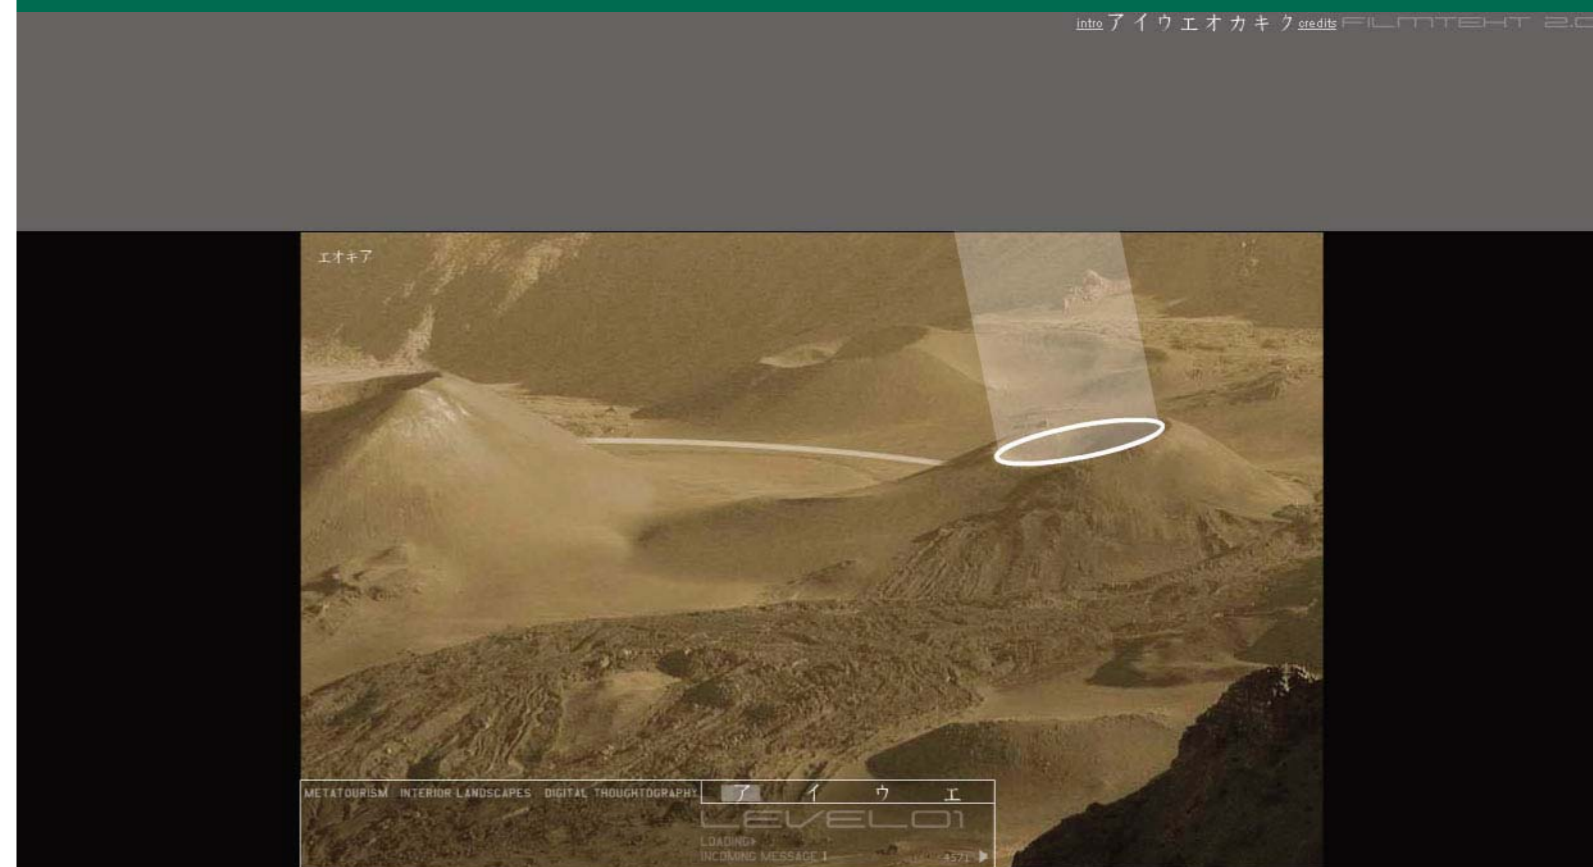 intro アイウエオカキク credits FILMTEXT 2.0
エオキア
METATOURISM INTERIOR LANDSCAPES DIGITAL THOUGHTOGRAPHY
ア イ ウ エ
LEVEL01
LOADING
INCOMING MESSAGE 1
4571